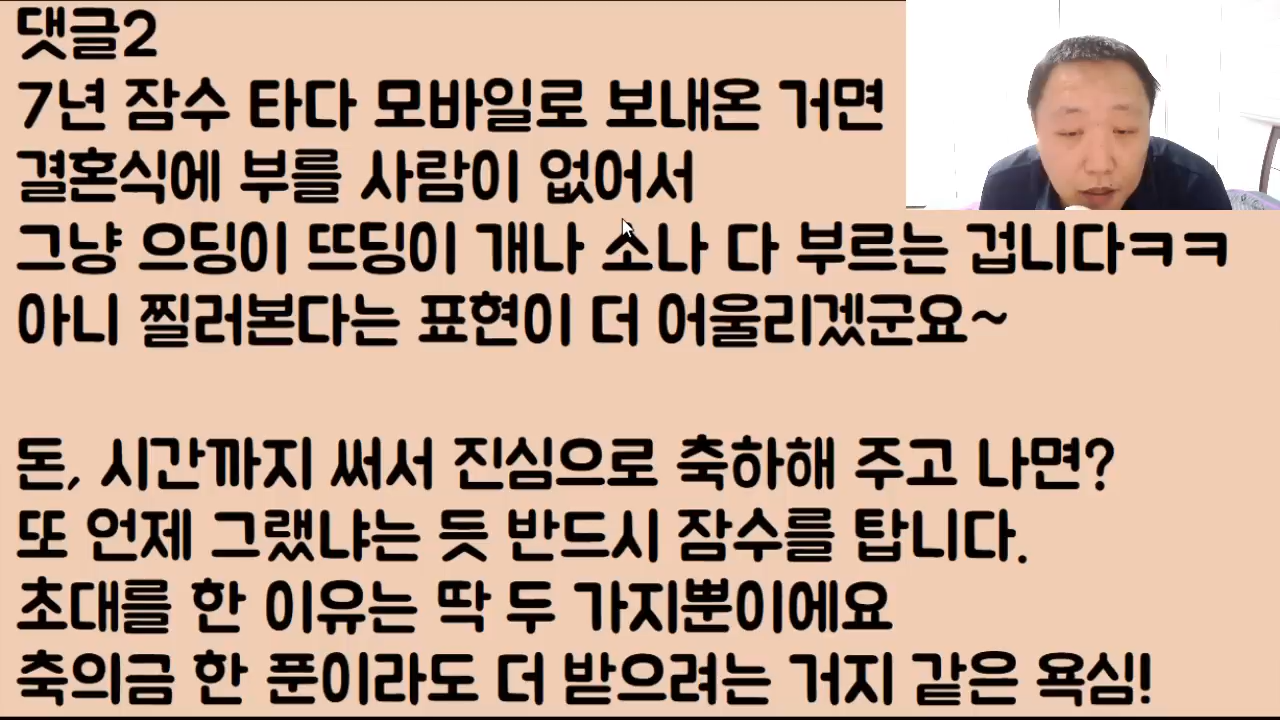 댓글2
7년 잠수 타다 모바일로 보내온 거면
결혼식에 부를 사람이 없어서
그냥 으딩이 뜨딩이 개나 소나 다 부르는 겁니다ㅋㅋ
아니 찔러본다는 표현이 더 어울리겠군요~
돈, 시간까지 써서 진심으로 축하해 주고 나면?
또 언제 그랬냐는 듯 반드시 잠수를 탑니다.
초대를 한 이유는 딱 두 가지뿐이에요
축의금 한 푼이라도 더 받으려는 거지 같은 욕심!